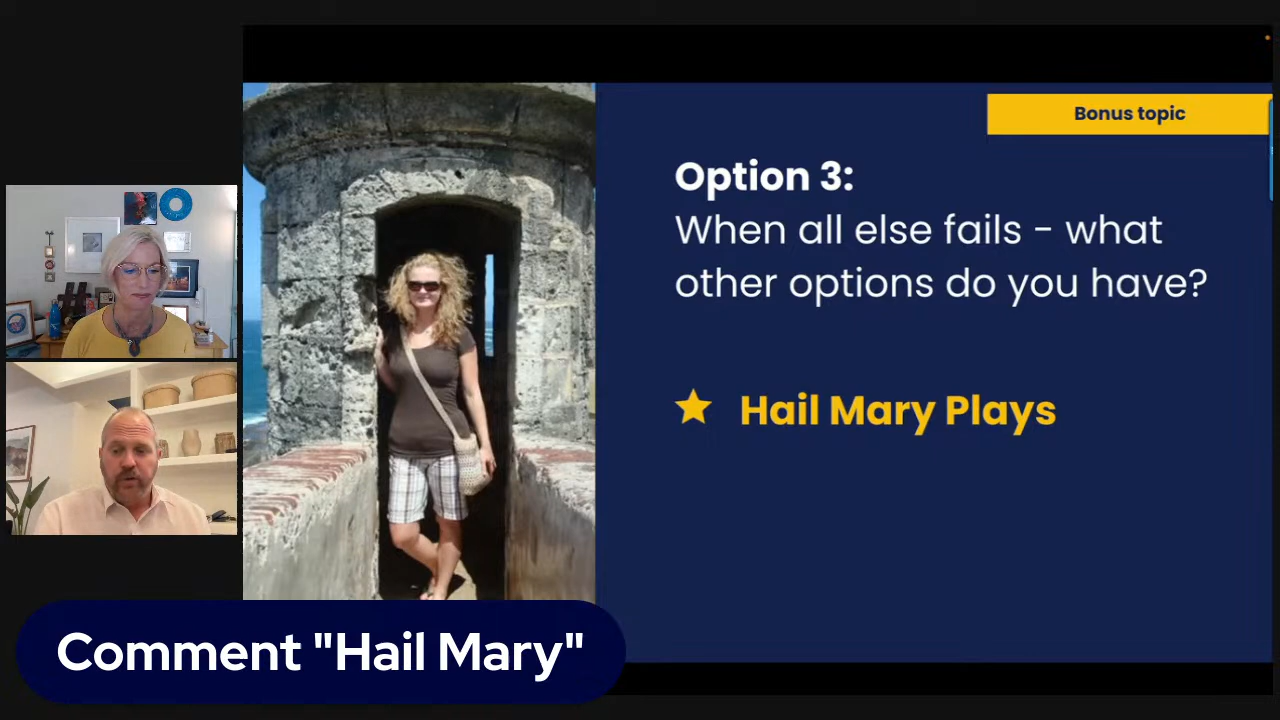 Bonus topic
Option 3:
When all else fails - what
other options do you have?
Hail Mary Plays
Comment "Hail Mary"